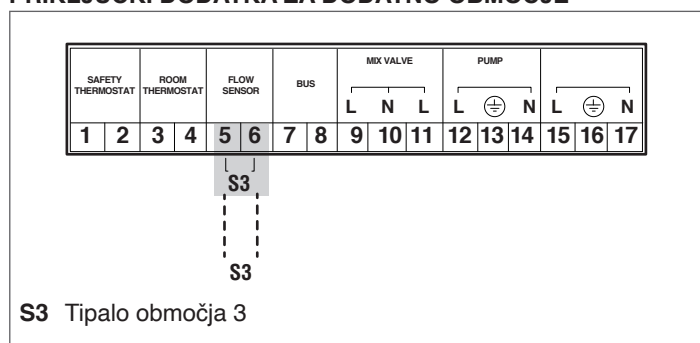 PRIKLJUČKI DODATKA ZA DODATNO OBMOČJE
SAFETY THERMOSTAT ROOM THERMOSTAT FLOW SENSOR BUS MIX VALVE PUMP
L N L L N L N
1 2 3 4 5 6 7 8 9 10 11 12 13 14 15 16 17
S3
S3
S3 Tipalo območja 3